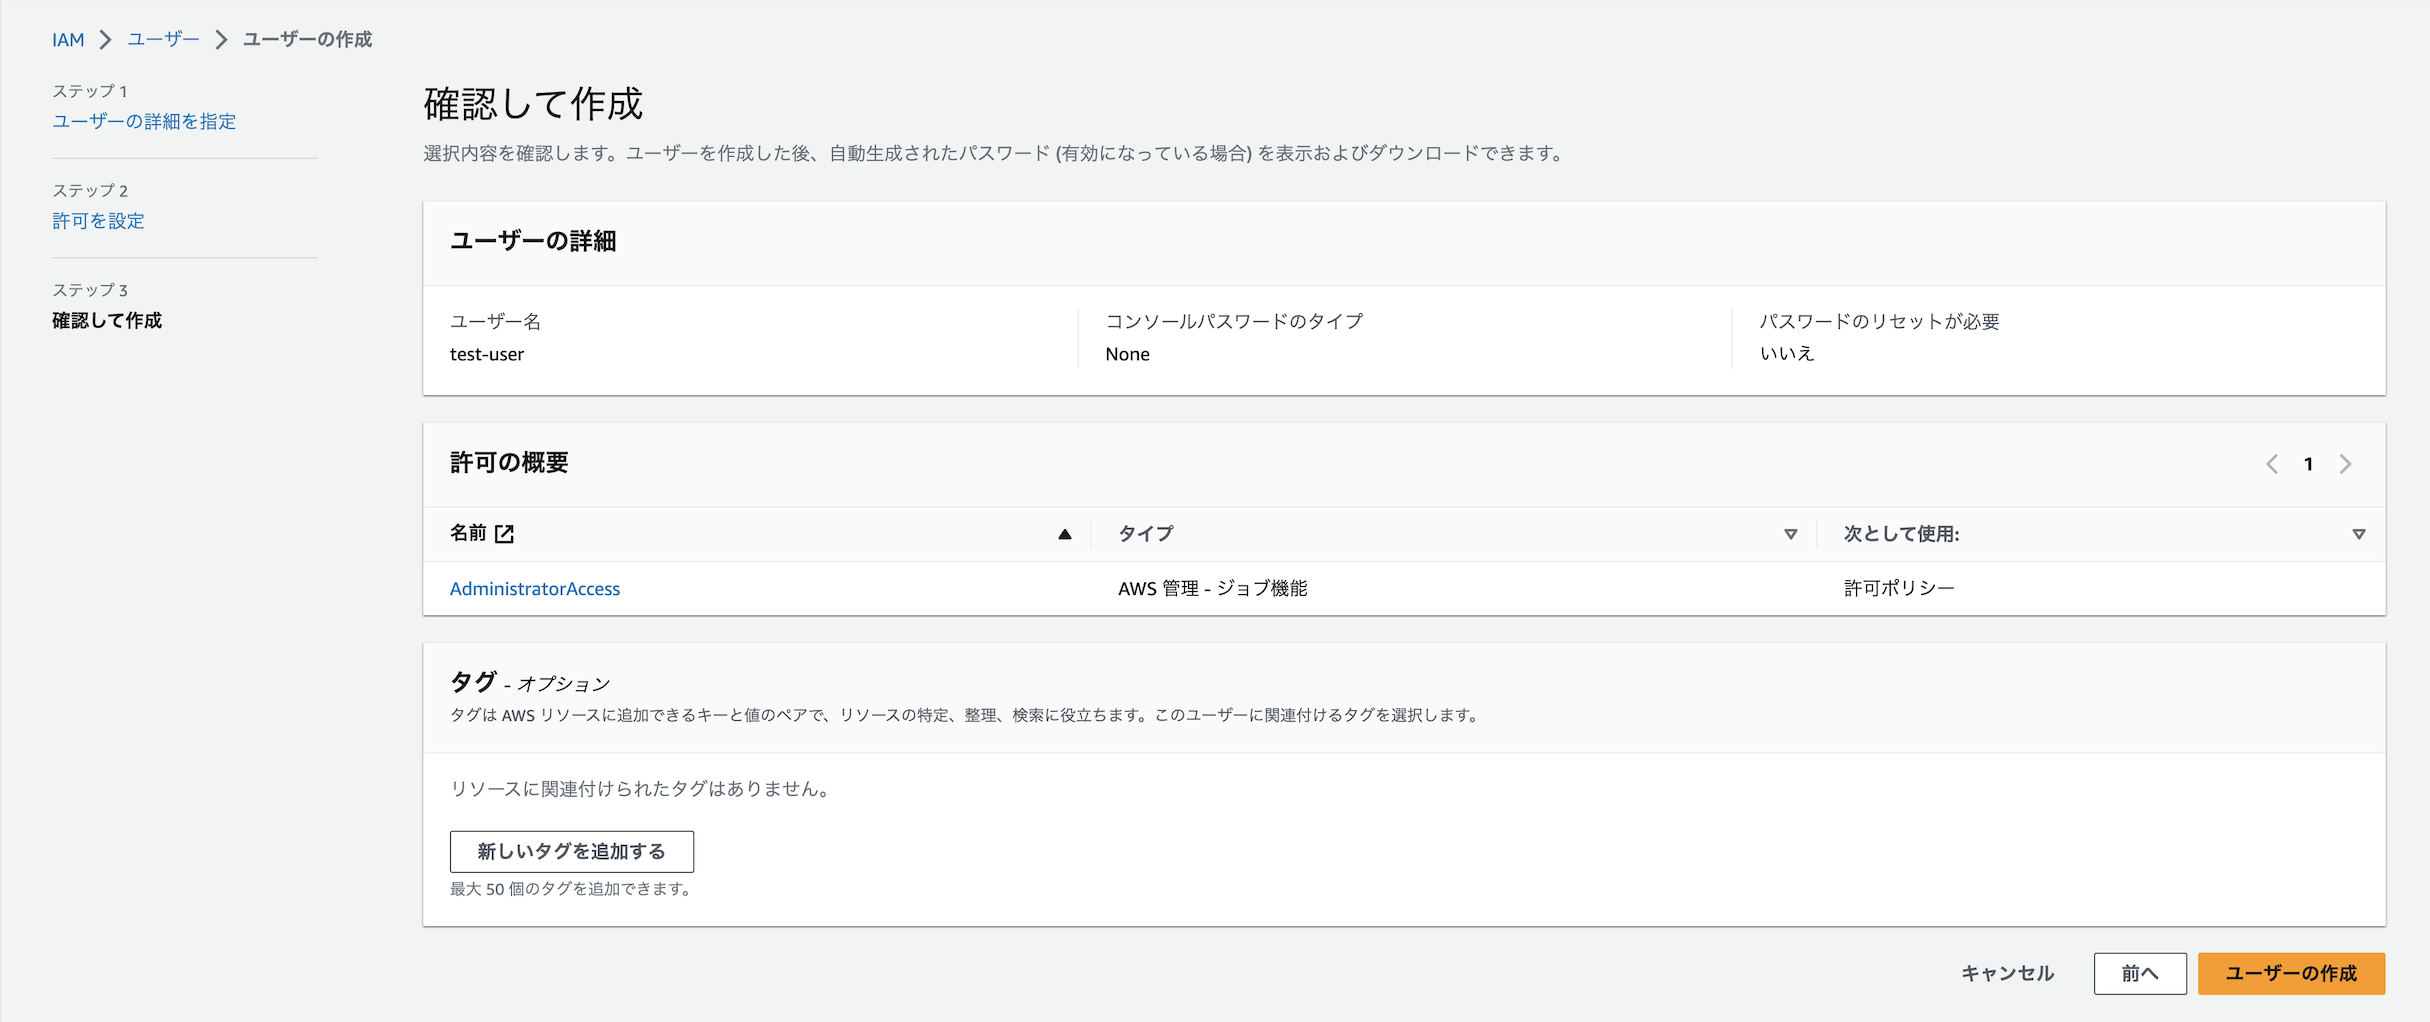 IAM > ユーザー > ユーザーの作成
ステップ 1
ユーザーの詳細を指定
ステップ 2
許可を設定
ステップ 3
確認して作成
確認して作成
選択内容を確認します。ユーザーを作成した後、自動生成されたパスワード (有効になっている場合) を表示およびダウンロードできます。
ユーザーの詳細
ユーザー名
test-user
コンソールパスワードのタイプ
None
パスワードのリセットが必要
いいえ
許可の概要
1
名前 タイプ 次として使用:
AdministratorAccess AWS 管理 - ジョブ機能 許可ポリシー
タグ - オプション
タグは AWS リソースに追加できるキーと値のペアで、リソースの特定、整理、検索に役立ちます。このユーザーに関連付けるタグを選択します。
リソースに関連付けられたタグはありません。
新しいタグを追加する
最大 50 個のタグを追加できます。
キャンセル 前へ ユーザーの作成